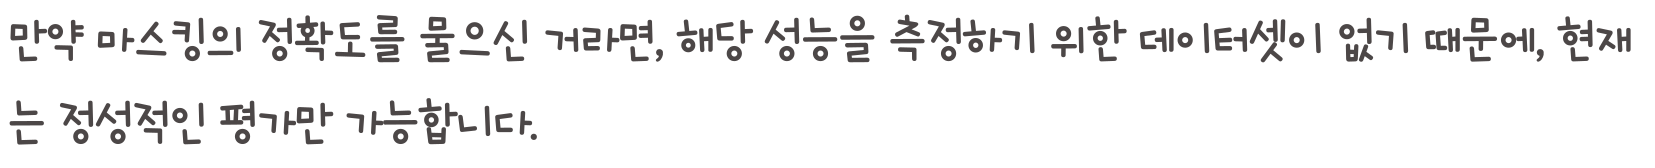 만약 마스킹의 정확도를 물으신 거라면, 해당 성능을 측정하기 위한 데이터셋이 없기 때문에, 현재
는 정성적인 평가만 가능합니다.